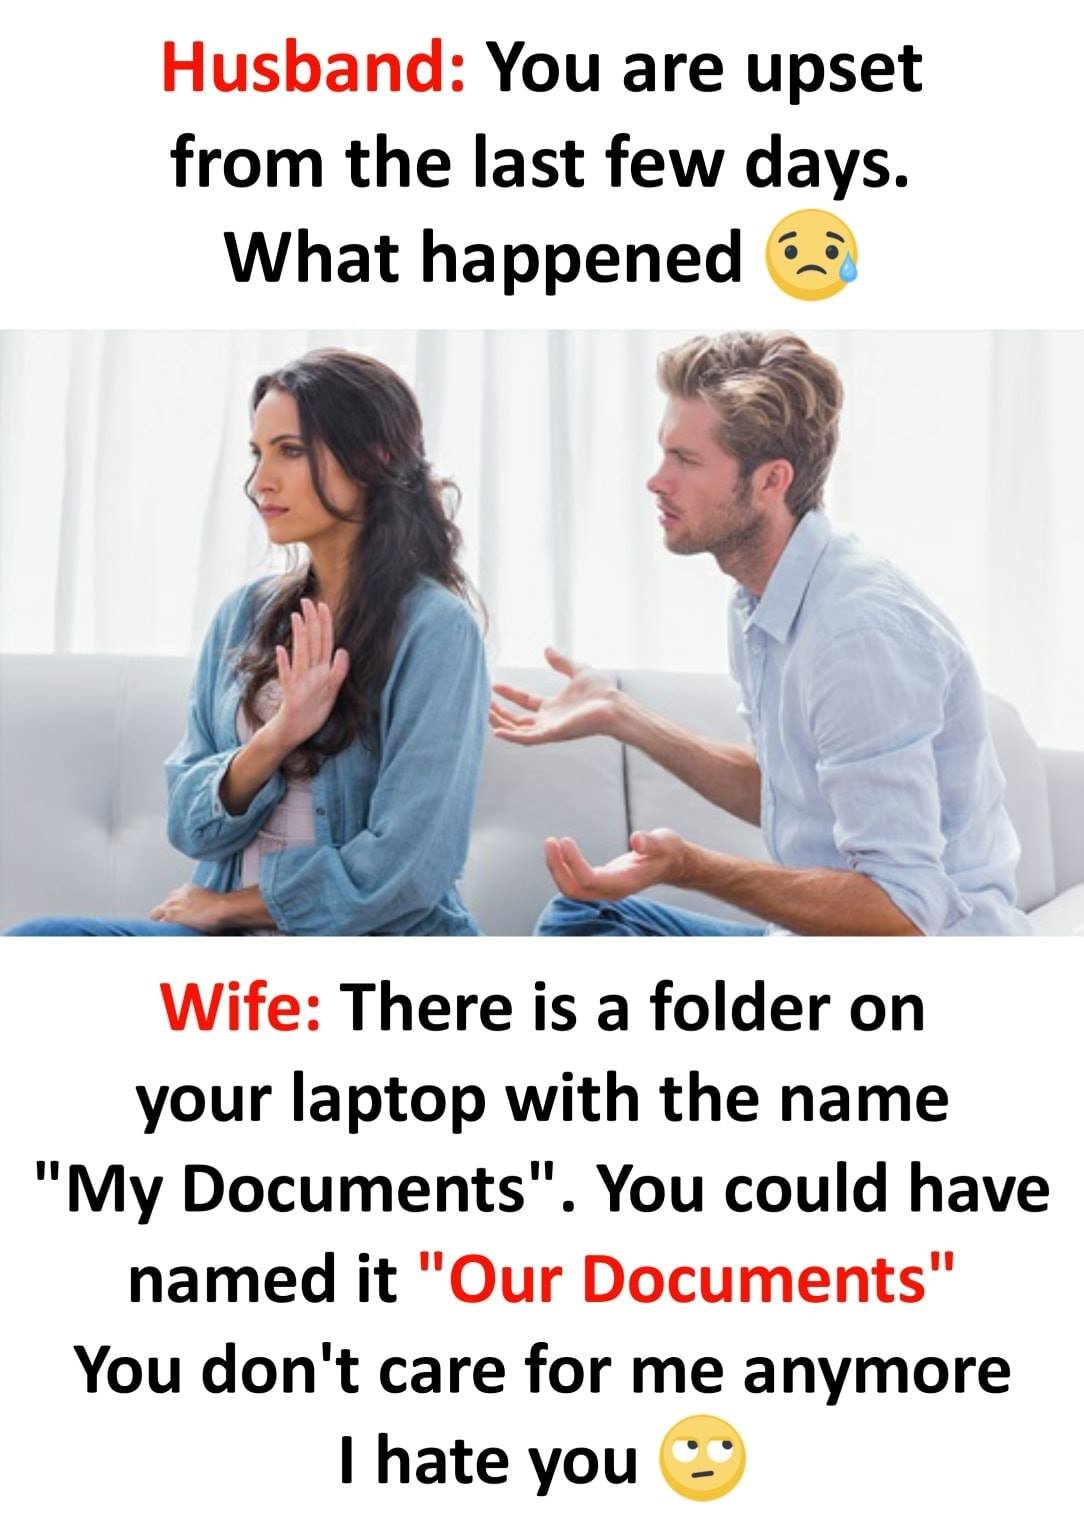 Husband: You are upset
from the last few days.
What happened 😥
Wife: There is a folder on
your laptop with the name
"My Documents". You could have
named it "Our Documents"
You don't care for me anymore
I hate you 🙄